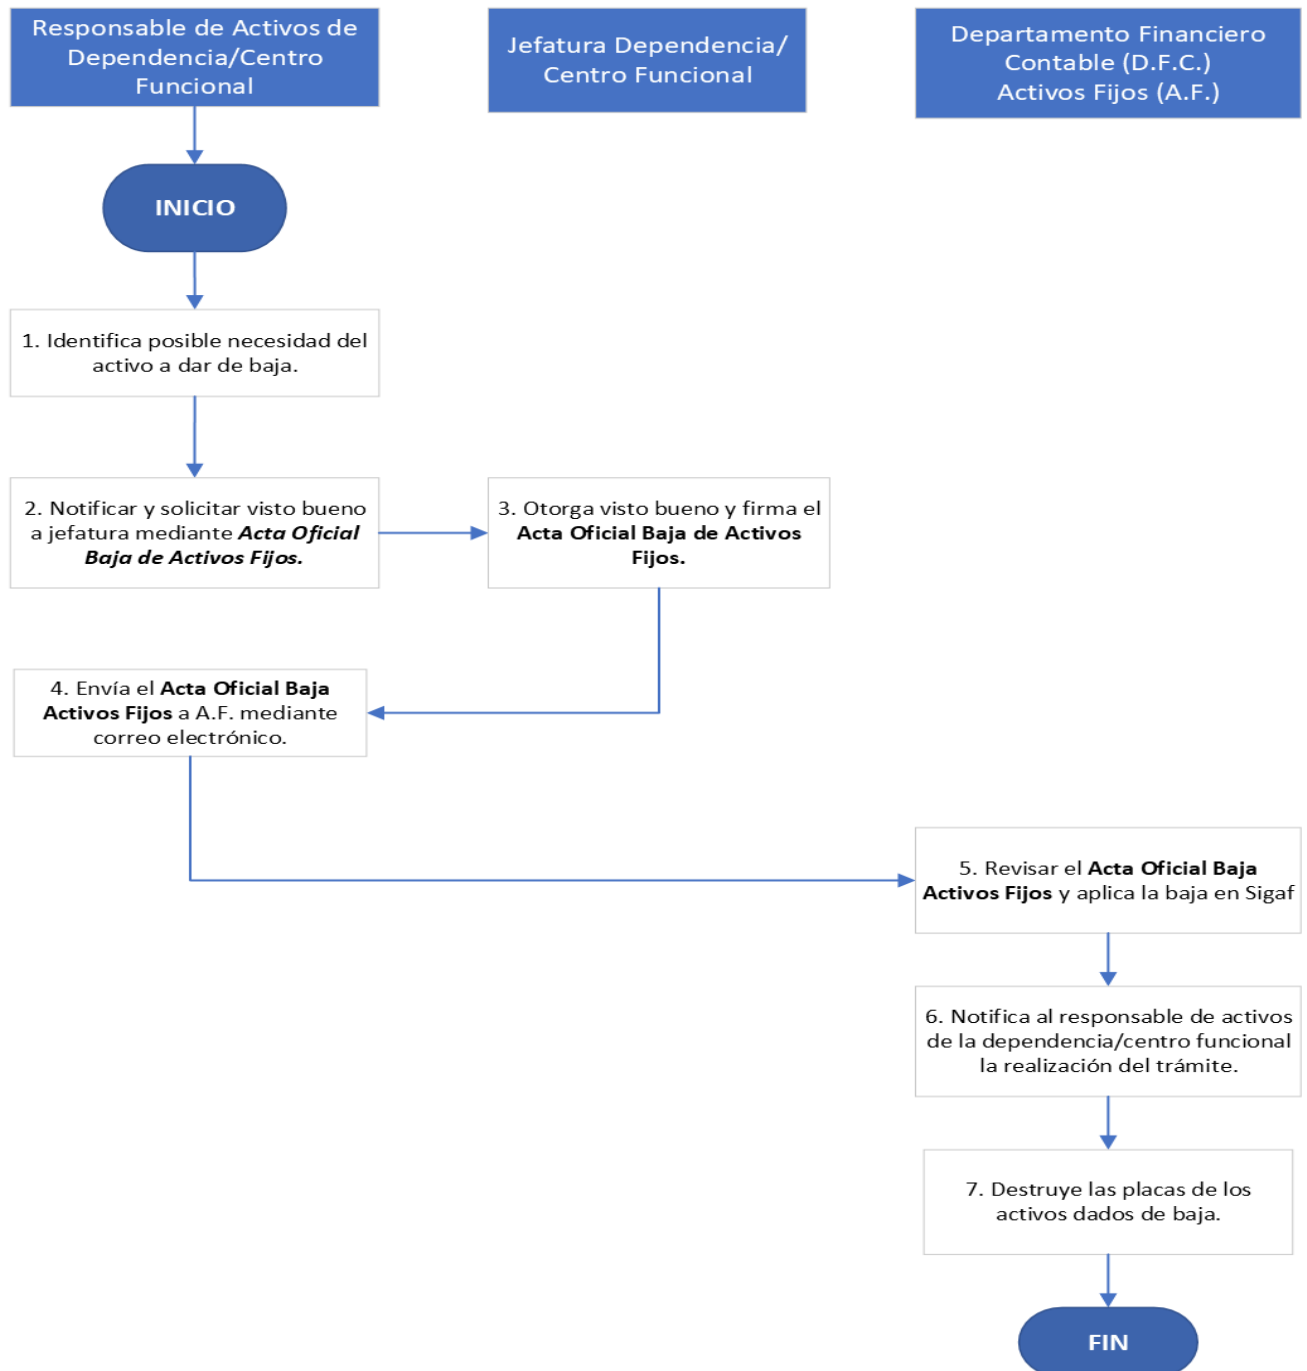 Responsable de Activos de
Dependencia/Centro
Funcional
Jefatura Dependencia/
Centro Funcional
Departamento Financiero
Contable (D.F.C.)
Activos Fijos (A.F.)
INICIO
1. Identifica posible necesidad del
activo a dar de baja.
2. Notificar y solicitar visto bueno
a jefatura mediante Acta Oficial
Baja de Activos Fijos.
3. Otorga visto bueno y firma el
Acta Oficial Baja de Activos
Fijos.
4. Envía el Acta Oficial Baja
Activos Fijos a A.F. mediante
correo electrónico.
5. Revisar el Acta Oficial Baja
Activos Fijos y aplica la baja en Sigaf
6. Notifica al responsable de activos
de la dependencia/centro funcional
la realización del trámite.
7. Destruye las placas de los
activos dados de baja.
FIN